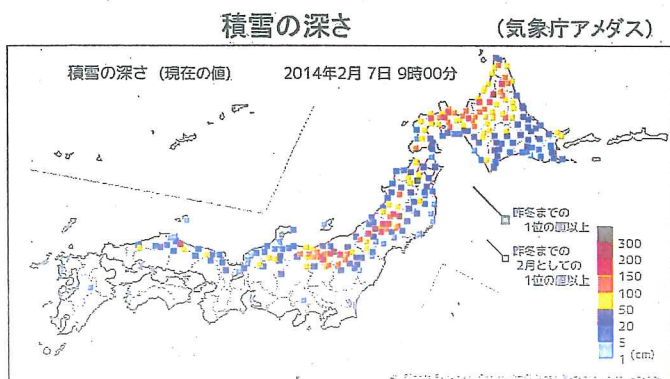 積雪の深さ (気象庁アメダス)
積雪の深さ (現在の値) 2014年2月 7日 9時00分
昨冬までの
1位の値以上
昨冬までの
2月としての
1位の値以上
300
200
150
100
50
20
5
1 (cm)